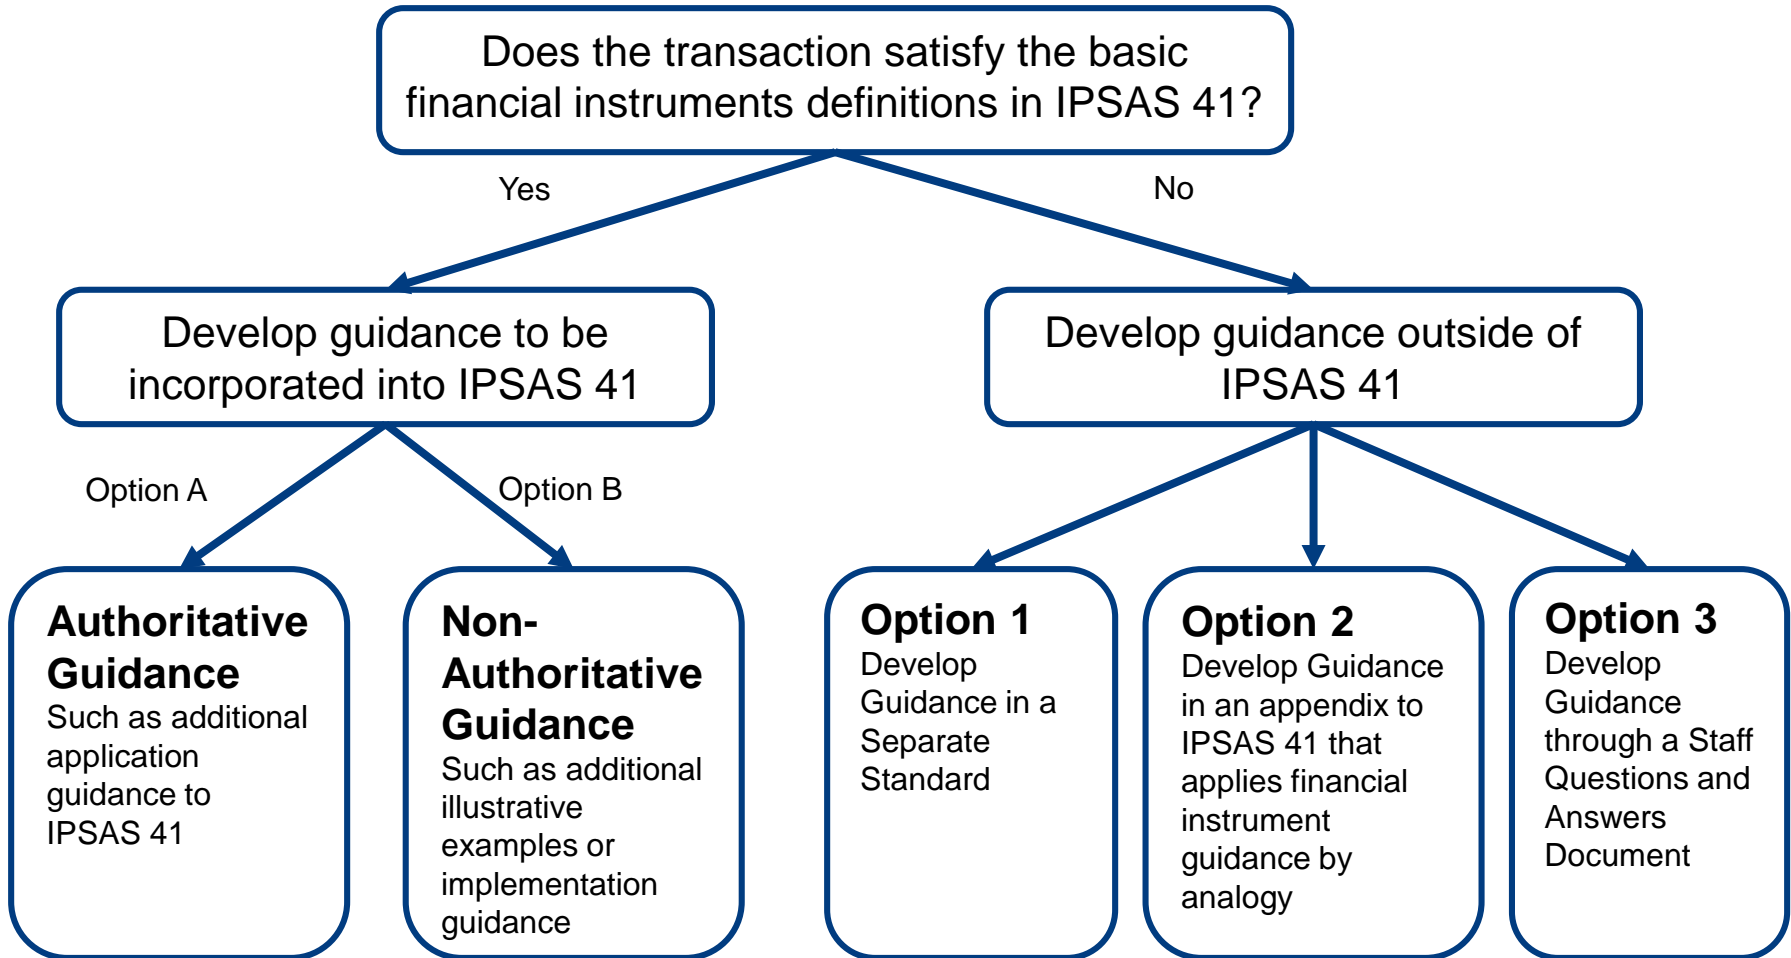 Does the transaction satisfy the basic
financial instruments definitions in IPSAS 41?
Yes
No
Develop guidance to be
incorporated into IPSAS 41
Develop guidance outside of
IPSAS 41
Option A
Option B
Authoritative
Guidance
Such as additional
application
guidance to
IPSAS 41
Non-
Authoritative
Guidance
Such as additional
illustrative
examples or
implementation
guidance
Option 1
Develop
Guidance in a
Separate
Standard
Option 2
Develop Guidance
in an appendix to
IPSAS 41 that
applies financial
instrument
guidance by
analogy
Option 3
Develop
Guidance
through a Staff
Questions and
Answers
Document